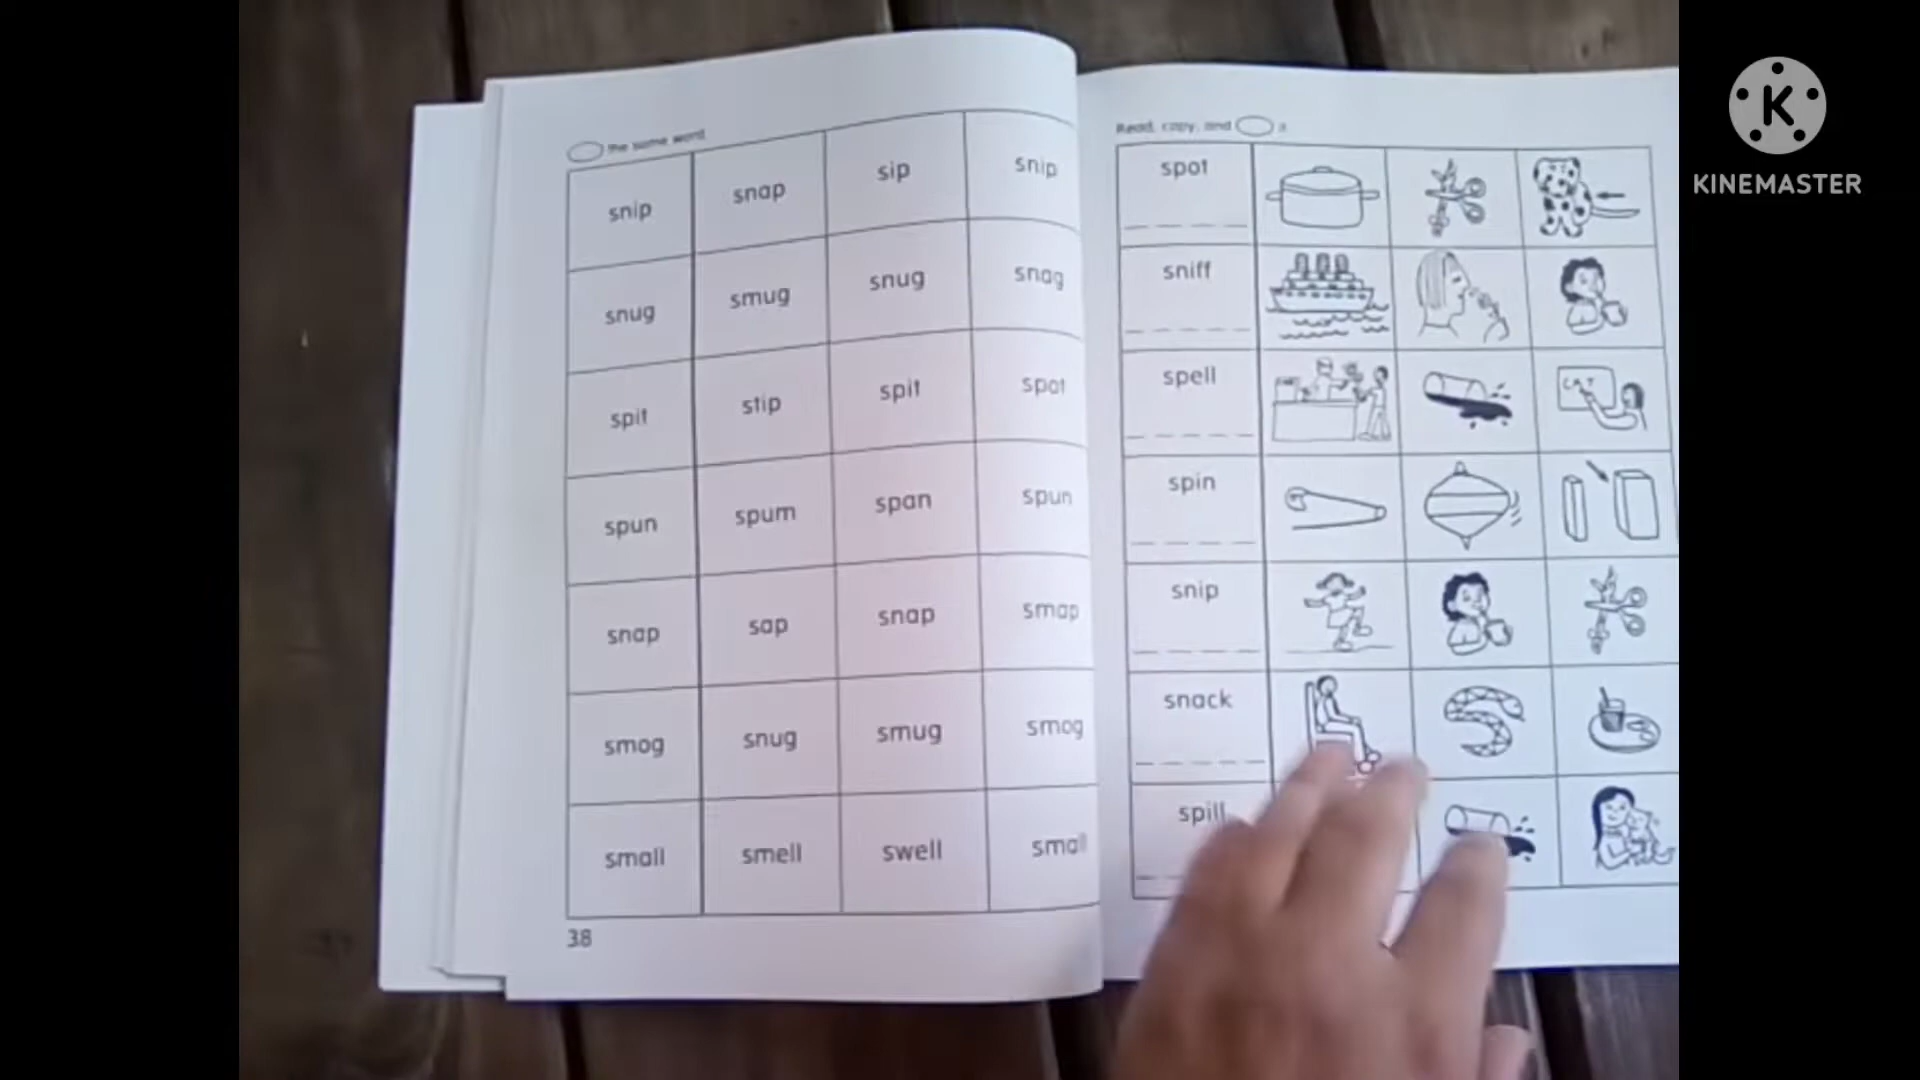 the same word.
snip snap sip snip
snug smug snug snag
spit stip spit spot
spun spum span spun
snap sap snap smap
smog snug smug smog
small smell swell small
38
Read, copy, and
spot
sniff
spell
CAT
spin
snip
snack
spill
K
KINEMASTER